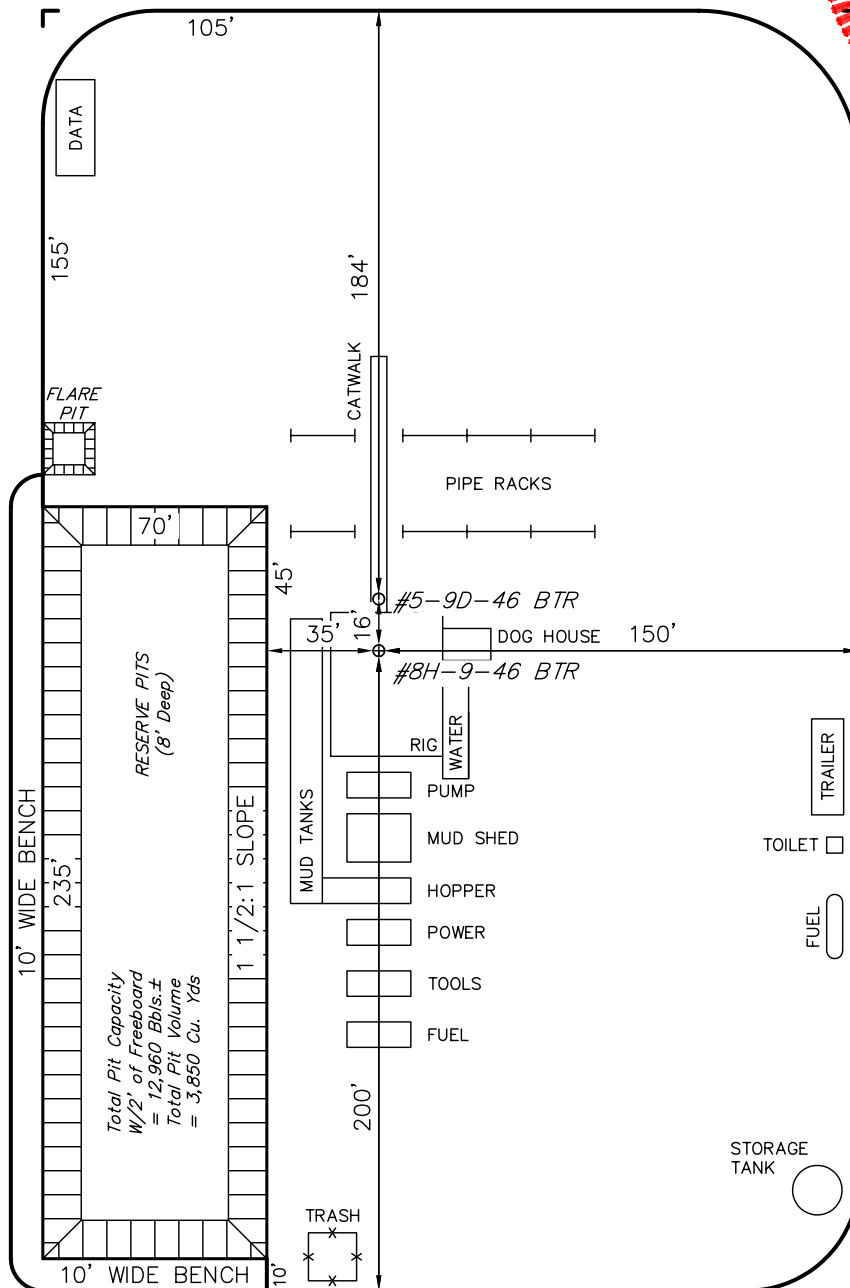 105'
DATA
155'
184'
CATWALK
FLARE
PIT
PIPE RACKS
70'
45'
#5-9D-46 BTR
35'
16'
DOG HOUSE
150'
#8H-9-46 BTR
RESERVE PITS
(8' Deep)
RIG
WATER
PUMP
TRAILER
MUD TANKS
MUD SHED
TOILET
10' WIDE BENCH
235'
1 1/2:1 SLOPE
HOPPER
POWER
FUEL
TOOLS
FUEL
Total Pit Capacity
W/2' of Freeboard
= 12,960 Bbls.±
Total Pit Volume
= 3,850 Cu. Yds
200'
STORAGE
TANK
TRASH
10' WIDE BENCH
10'